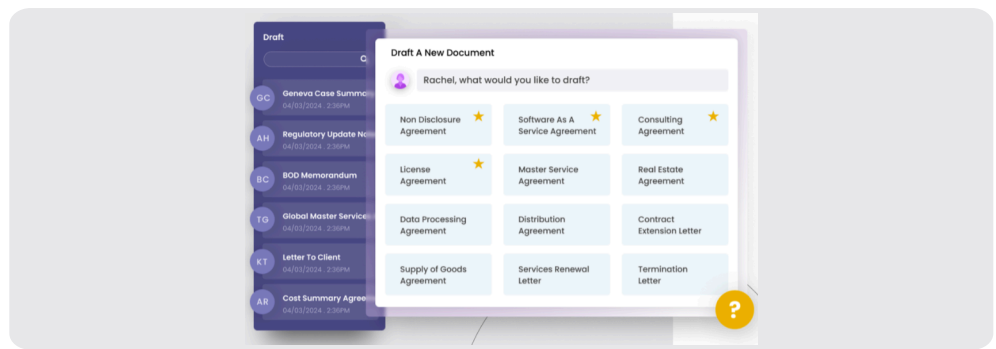 Draft
GC
Geneva Case Summa
04/03/2024 . 2:36PM
AH
Regulatory Update
04/03/2024 . 2:36PM
BC
BOD Memorandum
04/03/2024 . 2:36PM
TG
Global Master Services
04/03/2024 . 2:36PM
KT
Letter To Client
04/03/2024 . 2:36PM
AR
Cost Summary Agree
04/03/2024 . 2:36PM
Draft A New Document
Rachel, what would you like to draft?
Non Disclosure
Agreement
Software As A
Service Agreement
Consulting
Agreement
License
Agreement
Master Service
Agreement
Real Estate
Agreement
Data Processing
Agreement
Distribution
Agreement
Contract
Extension Letter
Supply of Goods
Agreement
Services Renewal
Letter
Termination
Letter
?